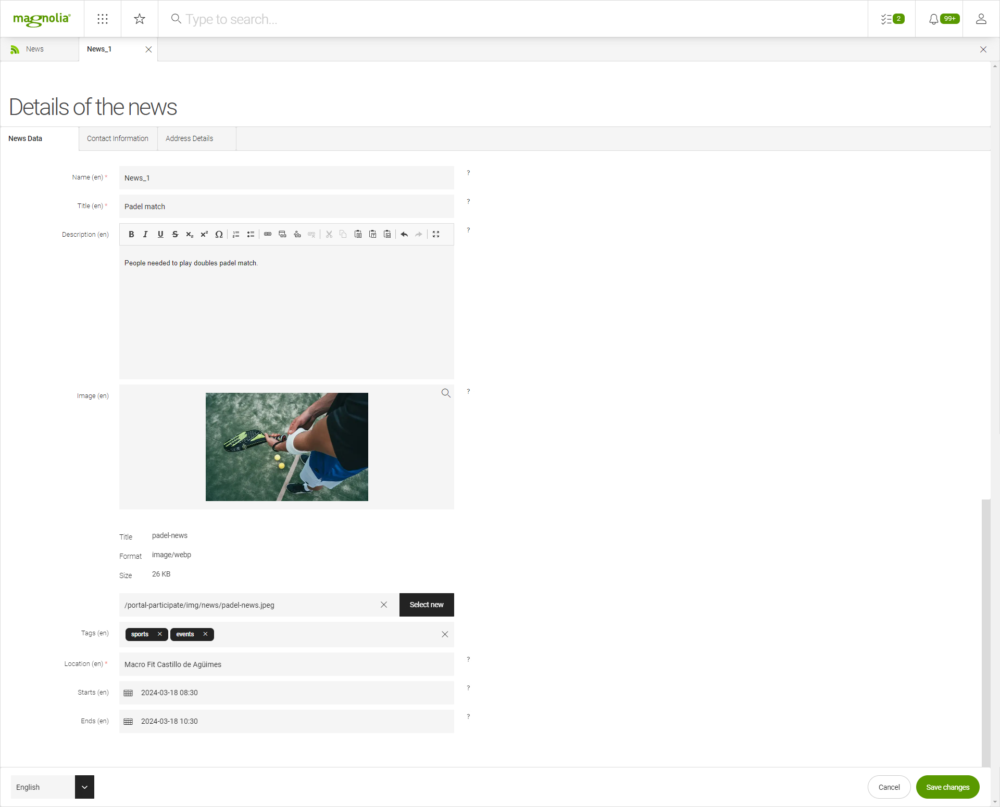 magnolia®
Type to search...
2
99+
News
News_1
Details of the news
News Data
Contact Information
Address Details
Name (en) *
News_1
?
Title (en) *
Padel match
?
Description (en)
B I U S x₂ x² Ω
?
People needed to play doubles padel match.
Image (en)
?
Title padel-news
Format image/webp
Size 26 KB
/portal-participate/img/news/padel-news.jpeg
Select new
Tags (en)
sports
events
Location (en) *
Macro Fit Castillo de Agüimes
?
Starts (en)
2024-03-18 08:30
?
Ends (en)
2024-03-18 10:30
?
English
Cancel
Save changes